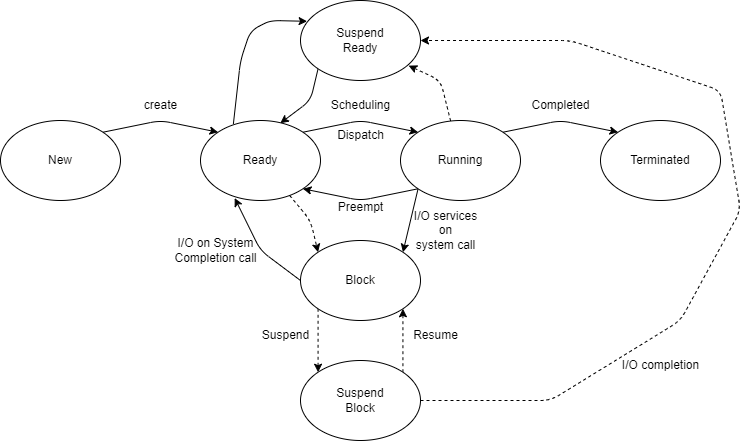 Suspend
Ready
create
Scheduling
Completed
Dispatch
New
Ready
Running
Terminated
Preempt
I/O services
on
system call
I/O on System
Completion call
Block
Suspend
Resume
I/O completion
Suspend
Block